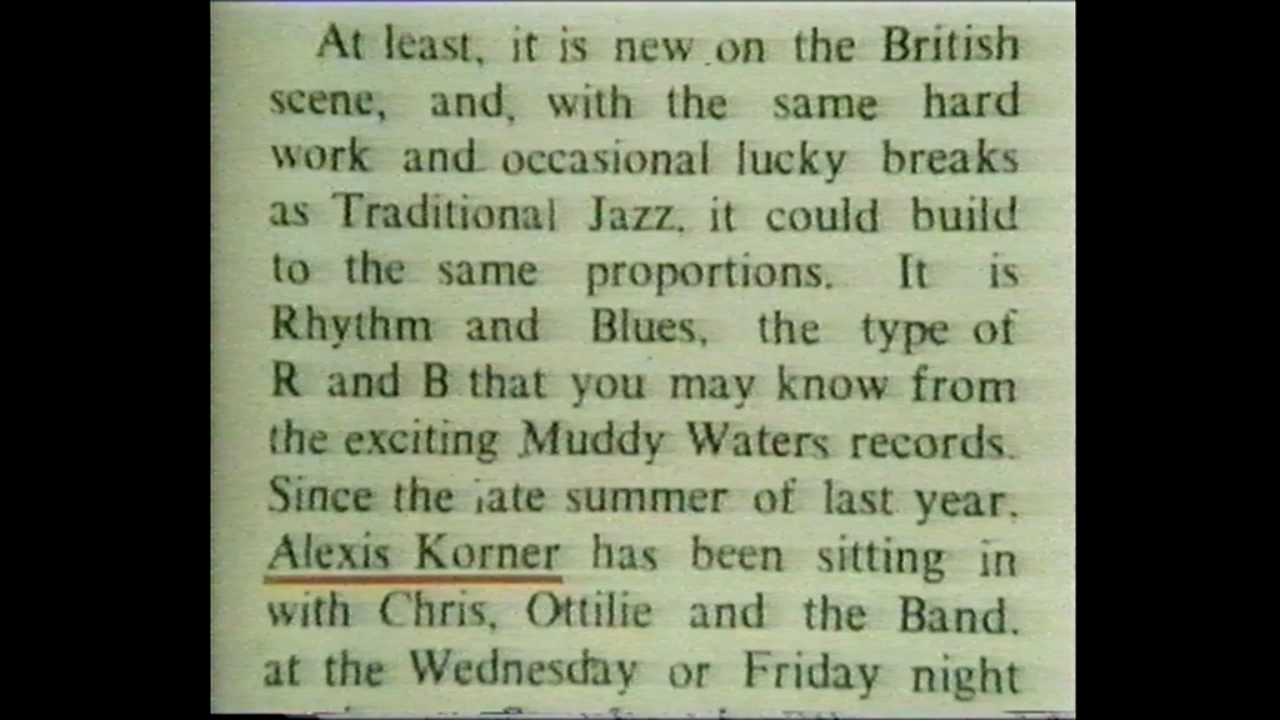 At least, it is new on the British
scene, and, with the same hard
work and occasional lucky breaks
as Traditional Jazz, it could build
to the same proportions. It is
Rhythm and Blues, the type of
R and B that you may know from
the exciting Muddy Waters records.
Since the late summer of last year,
Alexis Korner has been sitting in
with Chris, Ottilie and the Band,
at the Wednesday or Friday night